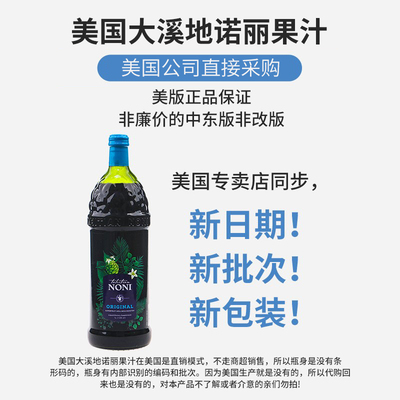 美国大溪地诺丽果汁
美国公司直接采购
美版正品保证
非廉价的中东版非改版
美国专卖店同步，
新日期！
新批次！
新包装！
NONI
ORIGINAL
美国大溪地诺丽果汁在美国是直销模式，不走商超销售，所以瓶身是没有条
形码的，瓶身有内部识别的编码和批次。因为美国生产就是没有的，所以代购回
来也是没有的，对本产品不了解或者介意的亲们勿拍!